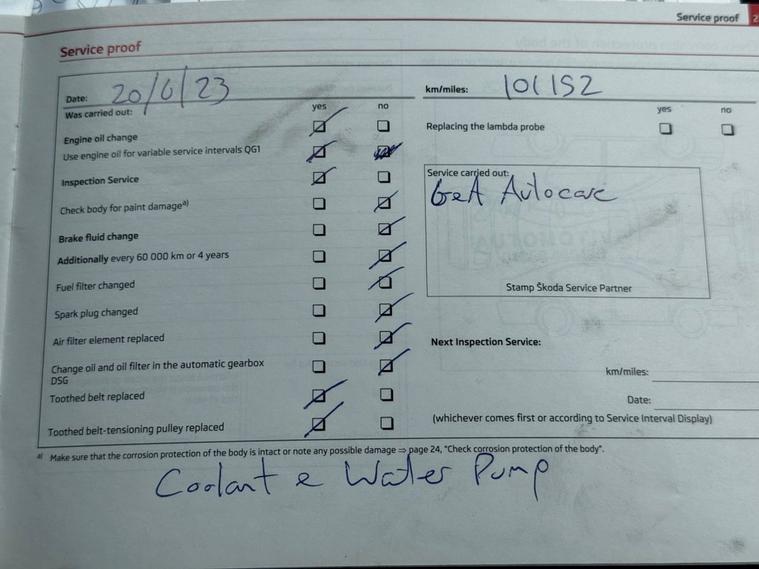 Service proof 2
Service proof
Date: 20/6/23
km/miles: 101152
Was carried out:
yes no
yes no
Engine oil change
Replacing the lambda probe
Use engine oil for variable service intervals QG1
Inspection Service
Service carried out:
G&A Autocare
Check body for paint damage a)
Brake fluid change
Additionally every 60 000 km or 4 years
Fuel filter changed
Stamp Škoda Service Partner
Spark plug changed
Air filter element replaced
Next Inspection Service:
Change oil and oil filter in the automatic gearbox
DSG
km/miles:
Toothed belt replaced
Date:
(whichever comes first or according to Service Interval Display)
Toothed belt-tensioning pulley replaced
a) Make sure that the corrosion protection of the body is intact or note any possible damage ⇒ page 24, "Check corrosion protection of the body".
Coolant & Water Pump